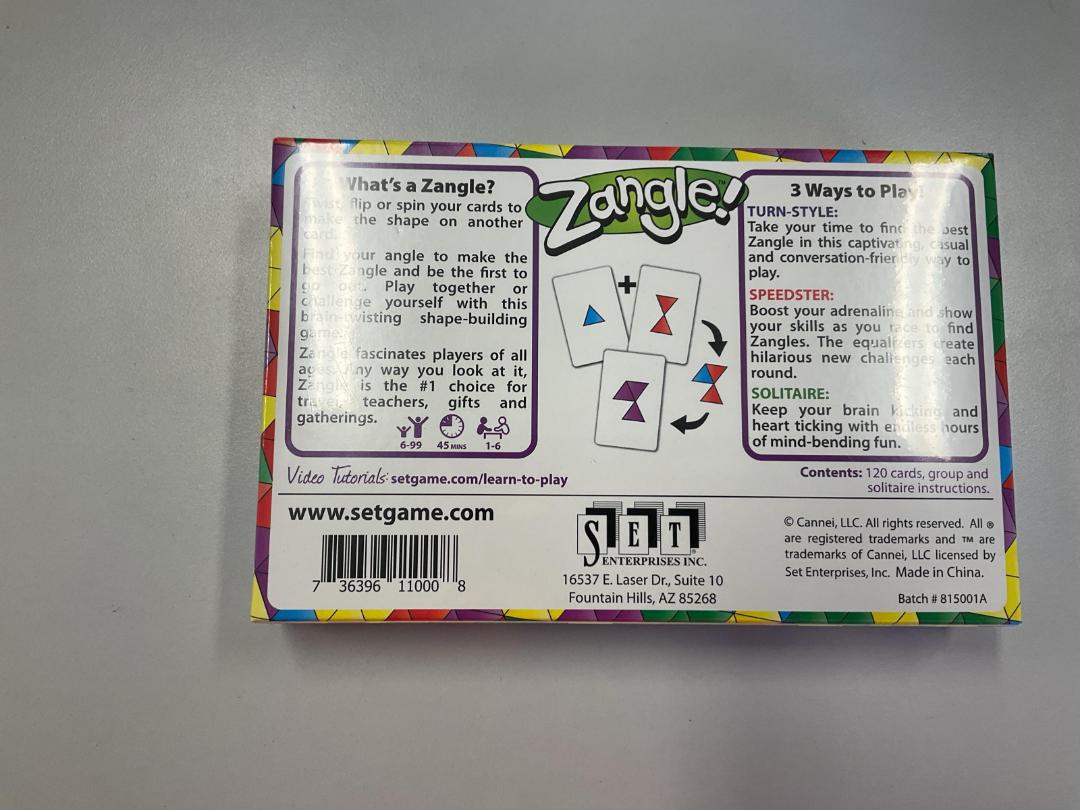 What's a Zangle?
Twist, flip or spin your cards to
make the shape on another
card.
Find your angle to make the
best Zangle and be the first to
go out. Play together or
challenge yourself with this
brain-twisting shape-building
game.
Zangle fascinates players of all
ages. Any way you look at it,
Zangle is the #1 choice for
travel, teachers, gifts and
gatherings.
6-99 45 MINS 1-6
Zangle!™
+
3 Ways to Play!
TURN-STYLE:
Take your time to find the best
Zangle in this captivating, casual
and conversation-friendly way to
play.
SPEEDSTER:
Boost your adrenaline and show
your skills as you race to find
Zangles. The equalizers create
hilarious new challenges each
round.
SOLITAIRE:
Keep your brain kicking and
heart ticking with endless hours
of mind-bending fun.
Video Tutorials: setgame.com/learn-to-play
Contents: 120 cards, group and
solitaire instructions.
www.setgame.com
7 36396 11000 8
SET®
ENTERPRISES INC.
16537 E. Laser Dr., Suite 10
Fountain Hills, AZ 85268
© Cannei, LLC. All rights reserved. All ®
are registered trademarks and ™ are
trademarks of Cannei, LLC licensed by
Set Enterprises, Inc. Made in China.
Batch # 815001A